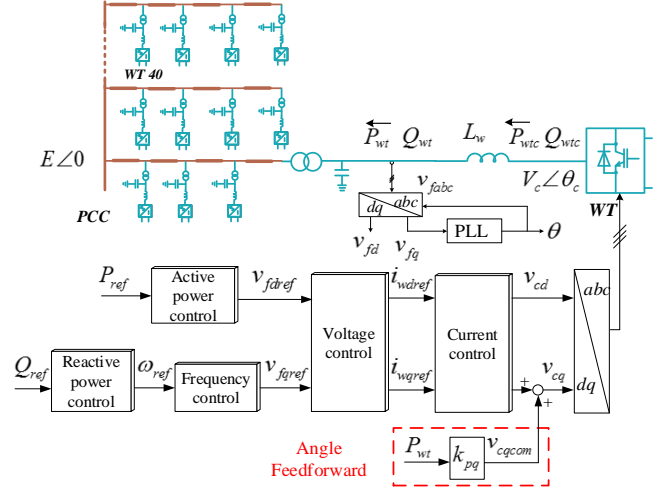 WT 40
E∠0
PCC
P_wt Q_wt
L_w
P_wtc Q_wtc
V_c∠θ_c
WT
v_fabc
dq abc
v_fd
v_fq
PLL
θ
P_ref
Active power control
v_fdref
Voltage control
i_wdref
Current control
v_cd
abc
dq
Q_ref
Reactive power control
ω_ref
Frequency control
v_fqref
i_wqref
+
+
v_cq
Angle Feedforward
P_wt
k_pq
v_cqcom